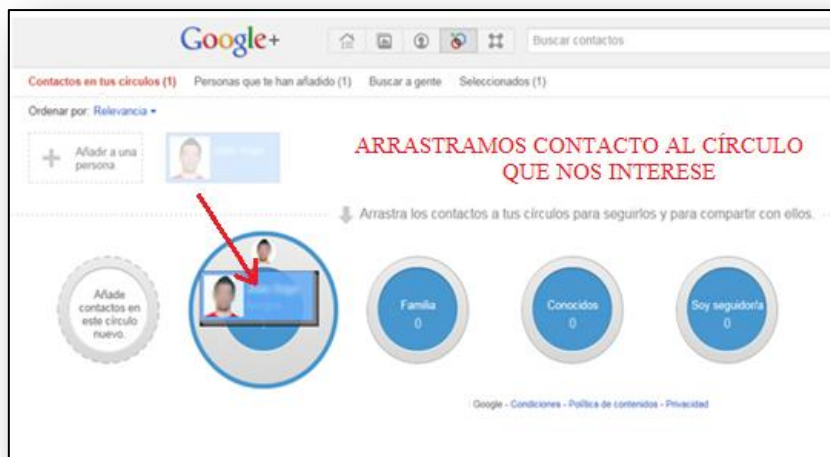 Google+
Buscar contactos
Contactos en tus círculos (1) Personas que te han añadido (1) Buscar a gente Seleccionados (1)
Ordenar por: Relevancia
Añadir a una
persona
ARRASTRAMOS CONTACTO AL CÍRCULO
QUE NOS INTERESE
Arrastra los contactos a tus círculos para seguirlos y para compartir con ellos.
Añade
contactos en
este círculo
nuevo.
Familia
0
Conocidos
0
Soy seguidor/a
0
Google - Condiciones - Política de contenidos - Privacidad